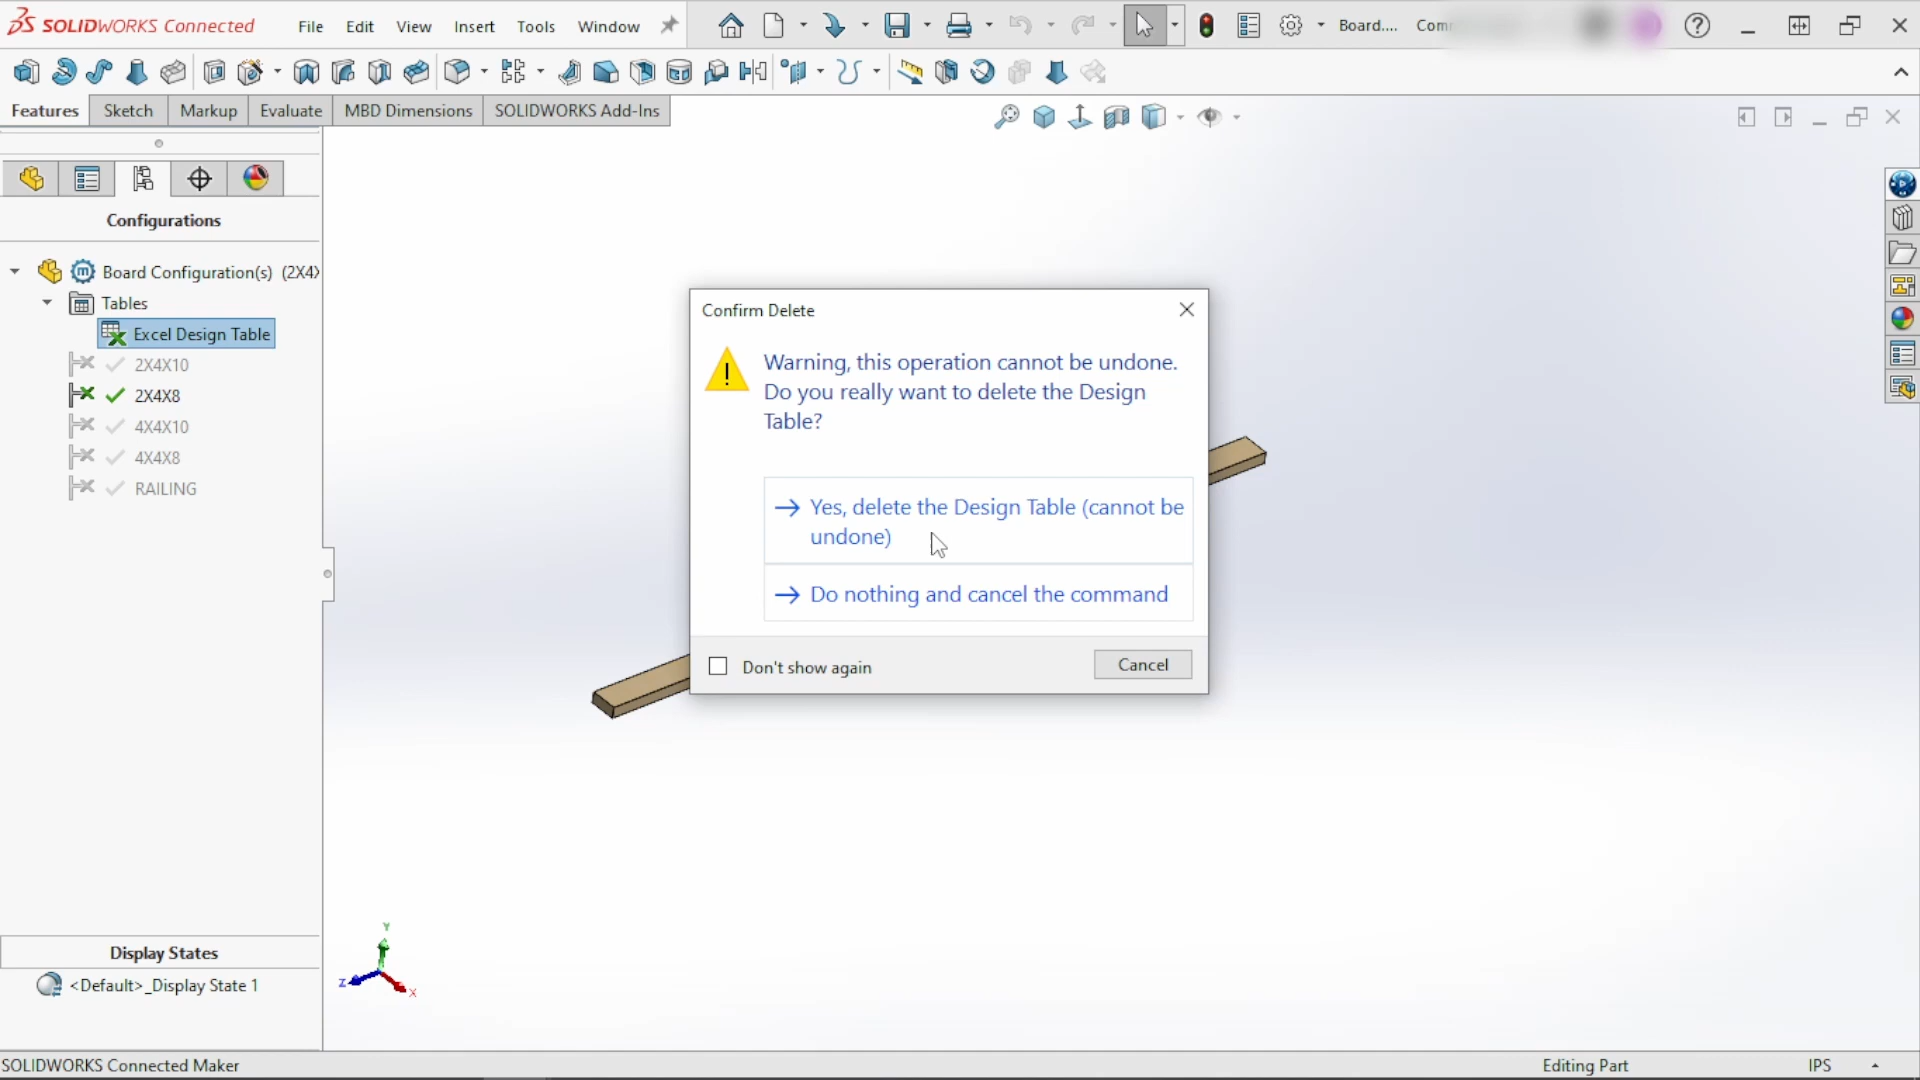 SOLIDWORKS Connected
File Edit View Insert Tools Window
Board....
Features Sketch Markup Evaluate MBD Dimensions SOLIDWORKS Add-Ins
Configurations
Board Configuration(s) (2X4X
Tables
Excel Design Table
2X4X10
2X4X8
4X4X10
4X4X8
RAILING
Confirm Delete
Warning, this operation cannot be undone.
Do you really want to delete the Design
Table?
Yes, delete the Design Table (cannot be
undone)
Do nothing and cancel the command
Don't show again
Cancel
Y
Z
X
Display States
<Default>_Display State 1
SOLIDWORKS Connected Maker
Editing Part
IPS